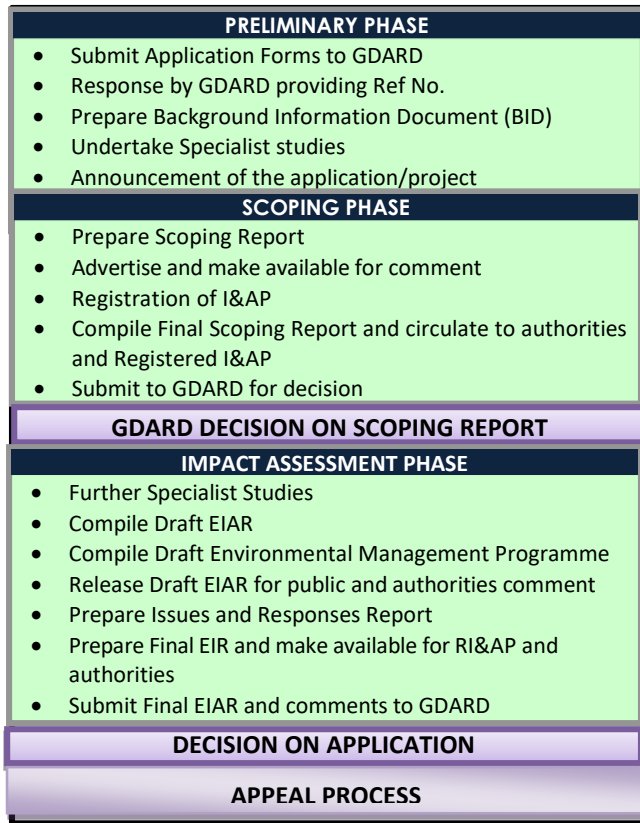 PRELIMINARY PHASE
• Submit Application Forms to GDARD
• Response by GDARD providing Ref No.
• Prepare Background Information Document (BID)
• Undertake Specialist studies
• Announcement of the application/project
SCOPING PHASE
• Prepare Scoping Report
• Advertise and make available for comment
• Registration of I&AP
• Compile Final Scoping Report and circulate to authorities
and Registered I&AP
• Submit to GDARD for decision
GDARD DECISION ON SCOPING REPORT
IMPACT ASSESSMENT PHASE
• Further Specialist Studies
• Compile Draft EIAR
• Compile Draft Environmental Management Programme
• Release Draft EIAR for public and authorities comment
• Prepare Issues and Responses Report
• Prepare Final EIR and make available for RI&AP and
authorities
• Submit Final EIAR and comments to GDARD
DECISION ON APPLICATION
APPEAL PROCESS